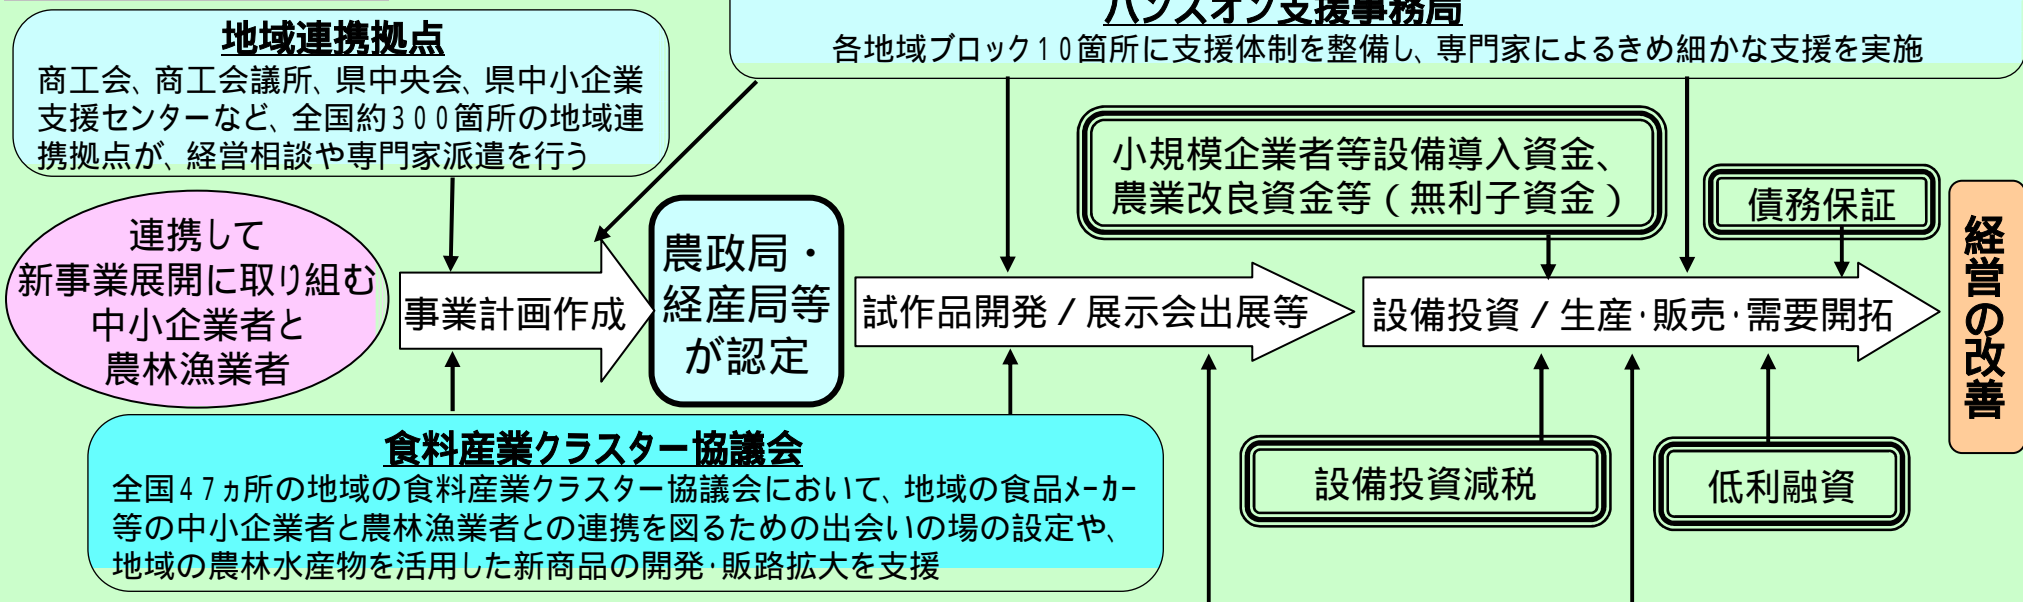 地域連携拠点
商工会、商工会議所、県中央会、県中小企業
支援センターなど、全国約300箇所の地域連
携拠点が、経営相談や専門家派遣を行う
ハンズオン支援事務局
各地域ブロック10箇所に支援体制を整備し、専門家によるきめ細かな支援を実施
小規模企業者等設備導入資金、
農業改良資金等(無利子資金)
債務保証
連携して
新事業展開に取り組む
中小企業者と
農林漁業者
事業計画作成
農政局・
経産局等
が認定
試作品開発/展示会出展等
設備投資/生産・販売・需要開拓
経営の改善
食料産業クラスター協議会
全国47ヵ所の地域の食料産業クラスター協議会において、地域の食品メーカー
等の中小企業者と農林漁業者との連携を図るための出会いの場の設定や、
地域の農林水産物を活用した新商品の開発・販路拡大を支援
設備投資減税
低利融資